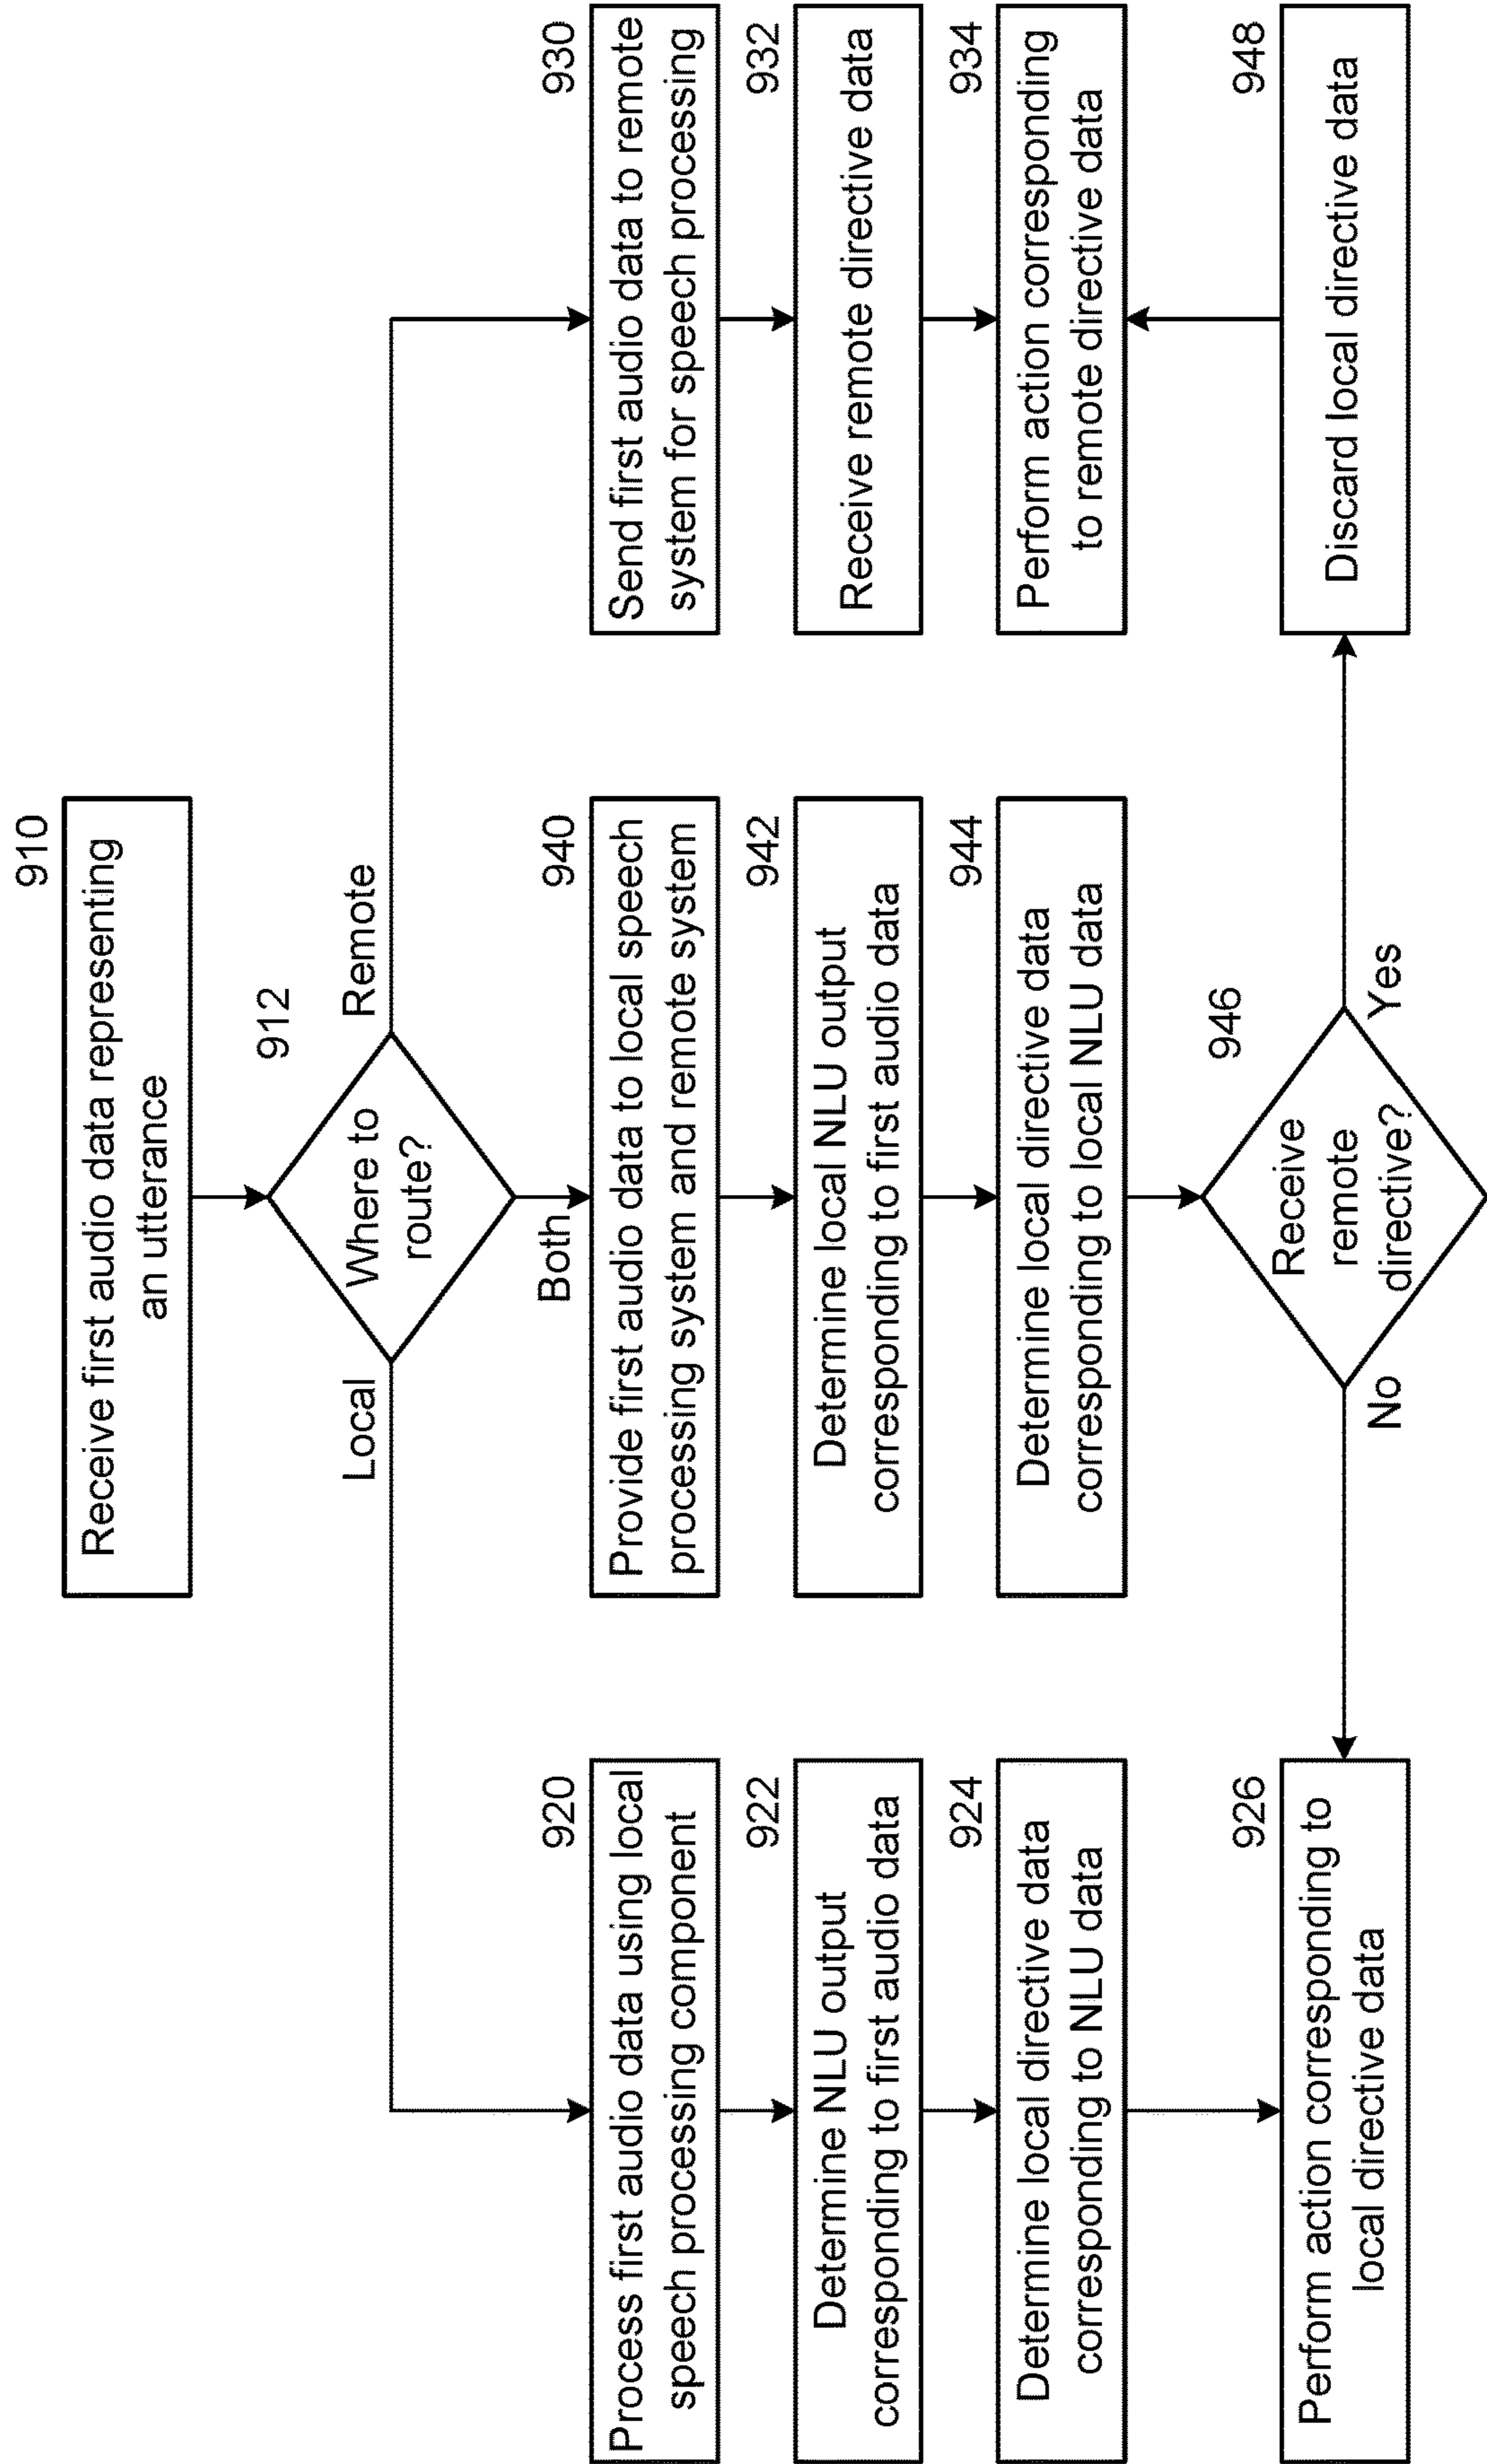 910
Receive first audio data representing
an utterance
912
Where to
route?
Local
Remote
Both
920
Process first audio data using local
speech processing component
922
Determine NLU output
corresponding to first audio data
924
Determine local directive data
corresponding to NLU data
926
Perform action corresponding to
local directive data
940
Provide first audio data to local speech
processing system and remote system
942
Determine local NLU output
corresponding to first audio data
944
Determine local directive data
corresponding to local NLU data
946
Receive
remote
directive?
No
Yes
930
Send first audio data to remote
system for speech processing
932
Receive remote directive data
934
Perform action corresponding
to remote directive data
948
Discard local directive data